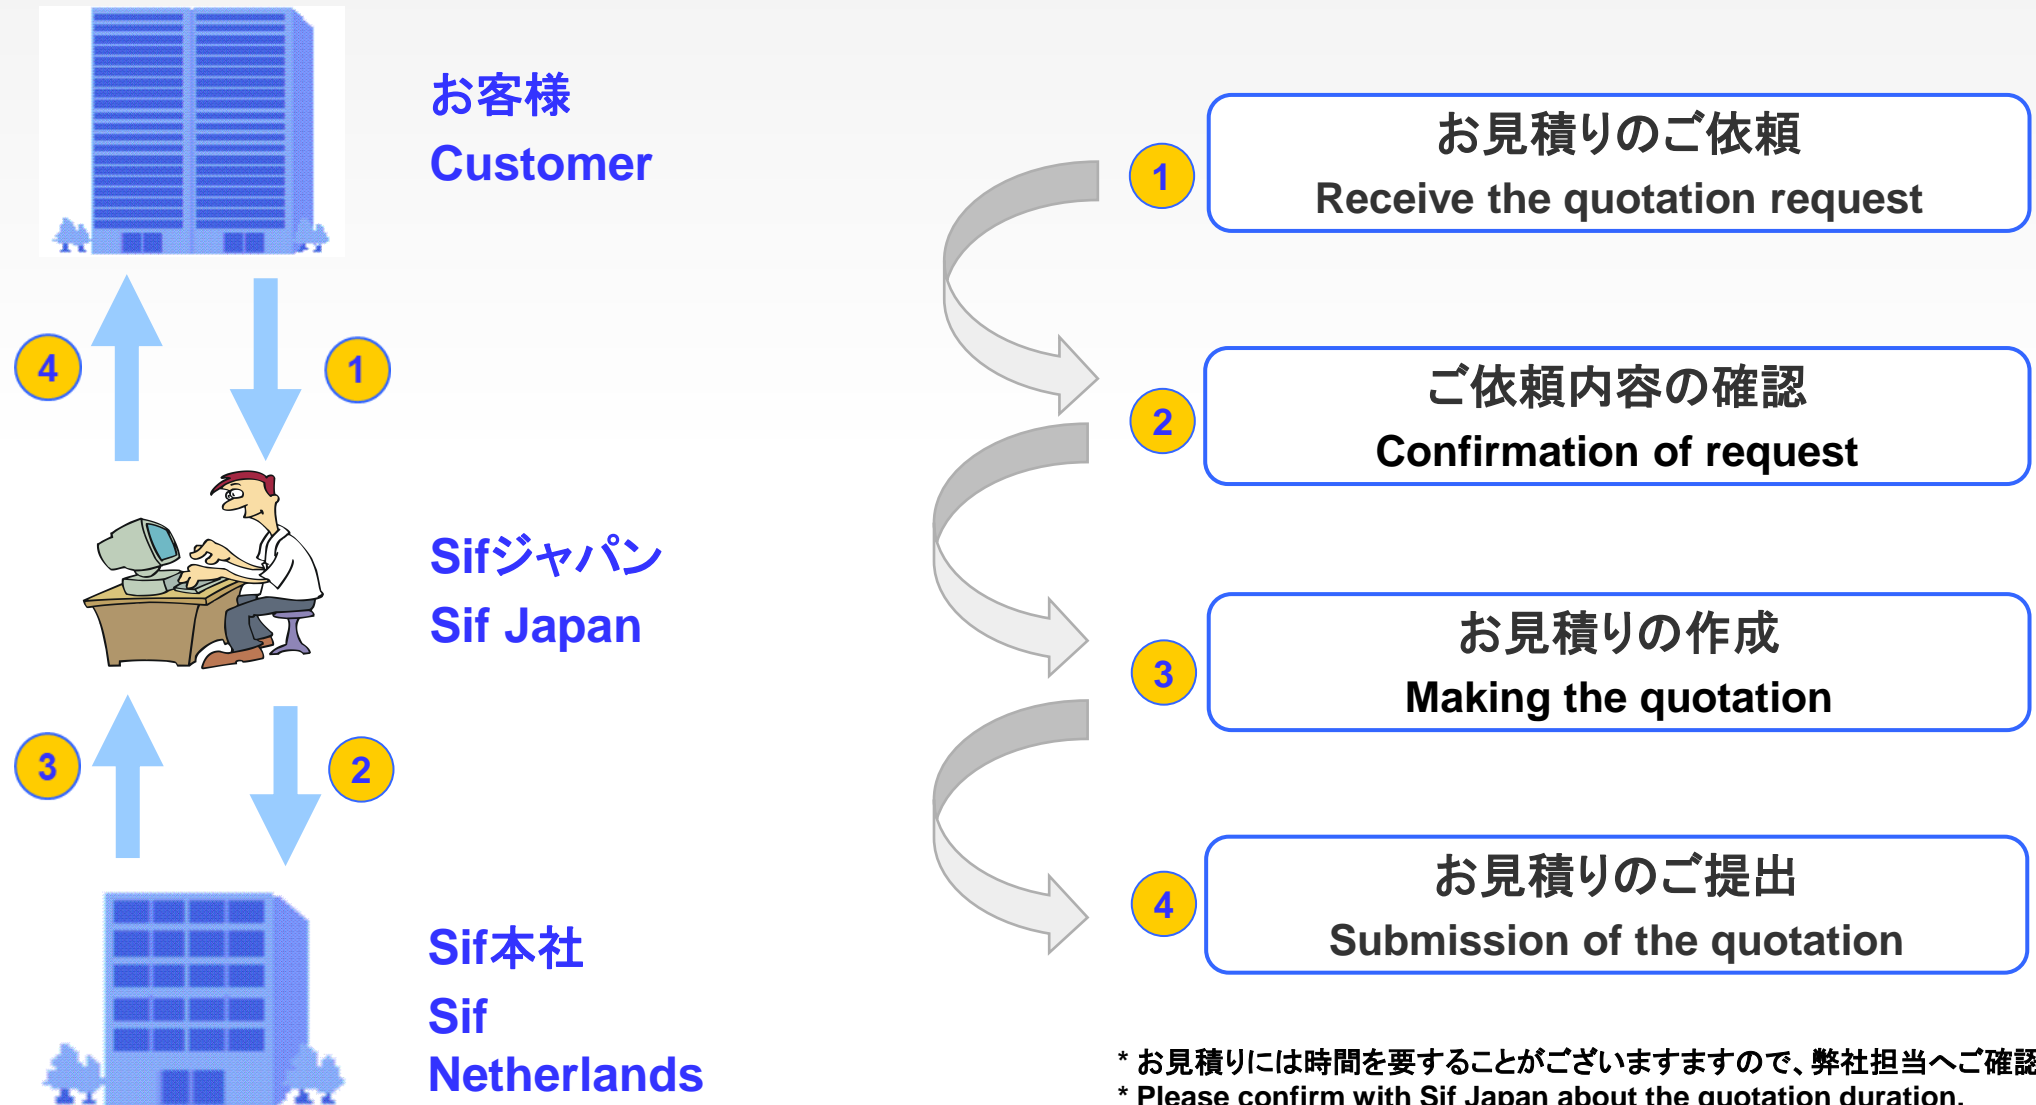 お客様
Customer
4
1
Sifジャパン
Sif Japan
3
2
Sif本社
Sif
Netherlands
1
お見積りのご依頼
Receive the quotation request
2
ご依頼内容の確認
Confirmation of request
3
お見積りの作成
Making the quotation
4
お見積りのご提出
Submission of the quotation
* お見積りには時間を要することがございますますので、弊社担当へご確認
* Please confirm with Sif Japan about the quotation duration.